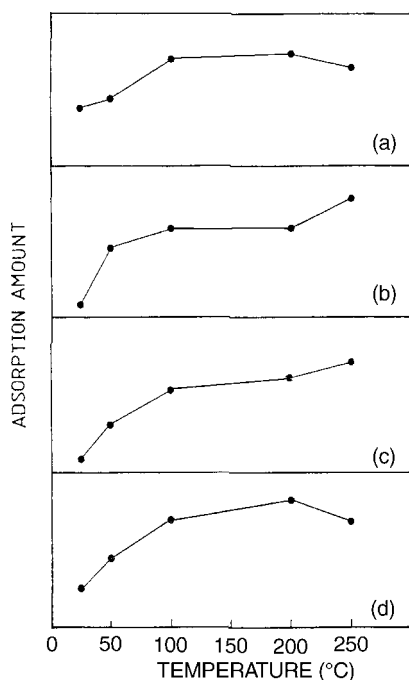 (a)
(b)
ADSORPTION AMOUNT
(c)
(d)
0 50 100 150 200 250
TEMPERATURE (°C)